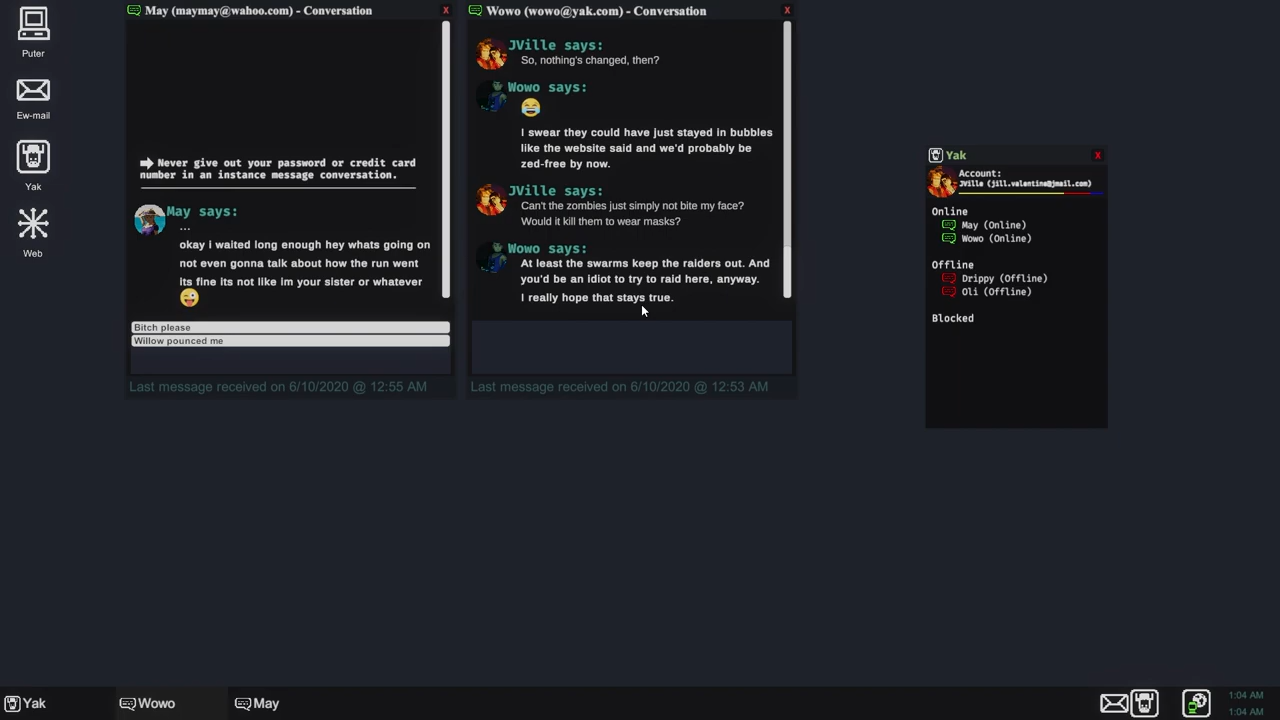 Puter
Ew-mail
Yak
Web
May (maymay@wahoo.com) - Conversation
X
Never give out your password or credit card
number in an instance message conversation.
May says:
...
okay i waited long enough hey whats going on
not even gonna talk about how the run went
its fine its not like im your sister or whatever
Bitch please
Willow pounced me
Last message received on 6/10/2020 @ 12:55 AM
Wowo (wowo@yak.com) - Conversation
X
JVille says:
So, nothing's changed, then?
Wowo says:
I swear they could have just stayed in bubbles
like the website said and we'd probably be
zed-free by now.
JVille says:
Can't the zombies just simply not bite my face?
Would it kill them to wear masks?
Wowo says:
At least the swarms keep the raiders out. And
you'd be an idiot to try to raid here, anyway.
I really hope that stays true.
Last message received on 6/10/2020 @ 12:53 AM
Yak
X
Account:
JVille (jill.valentine@jmail.com)
Online
May (Online)
Wowo (Online)
Offline
Drippy (Offline)
Oli (Offline)
Blocked
Yak
Wowo
May
1:04 AM
1:04 AM